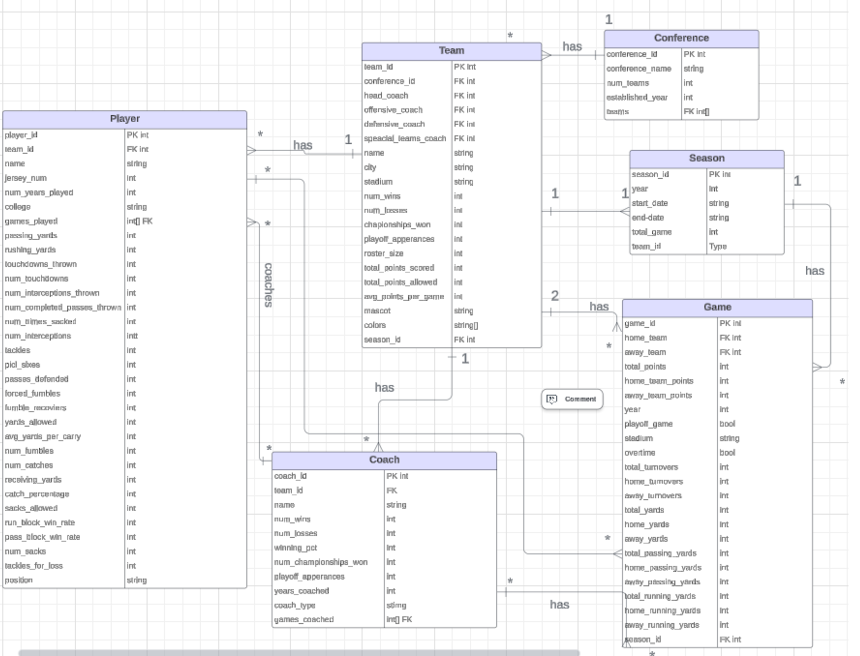 Player
player_id PK int
team_id FK int
name string
jersey_num int
num_years_played int
college string
games_played int[] FK
passing_yards int
rushing_yards int
touchdowns_thrown int
num_touchdowns int
num_interceptions_thrown int
num_completed_passes_thrown int
num_times_sacked int
num_interceptions int
tackles int
pick_sixes int
passes_defended int
forced_fumbles int
fumble_recoviers int
yards_allowed int
avg_yards_per_carry int
num_fumbles int
num_catches int
receiving_yards int
catch_percentage int
sacks_allowed int
run_block_win_rate int
pass_block_win_rate int
num_sacks int
tackles_for_loss int
position string
* has 1
*
*
coaches
*
Team
team_id PK int
conference_id FK int
head_coach FK int
offensive_coach FK int
defensive_coach FK int
speacial_teams_coach FK int
name string
city string
stadium string
num_wins int
num_losses int
chapionships_won int
playoff_apperances int
roster_size int
total_points_scored int
total_points_allowed int
avg_points_per_game int
mascot string
colors string[]
season_id FK int
* has 1
Conference
conference_id PK int
conference_name string
num_teams int
established_year int
teams FK int[]
1 1
Season
season_id PK int
year int
start_date string
end-date string
total_game int
team_id Type
1
has
*
2 has
*
Comment
Game
game_id PK int
home_team FK int
away_team FK int
total_points int
home_team_points int
away_team_points int
year int
playoff_game bool
stadium string
overtime bool
total_turnovers int
home_turnovers int
away_turnovers int
total_yards int
home_yards int
away_yards int
total_passing_yards int
home_passing_yards int
away_passing_yards int
total_running_yards int
home_running_yards int
away_running_yards int
season_id FK int
1
has
*
Coach
coach_id PK int
team_id FK
name string
num_wins int
num_losses int
winning_pct int
num_championships_won int
playoff_apperances int
years_coached int
coach_type string
games_coached int[] FK
*
* has
*